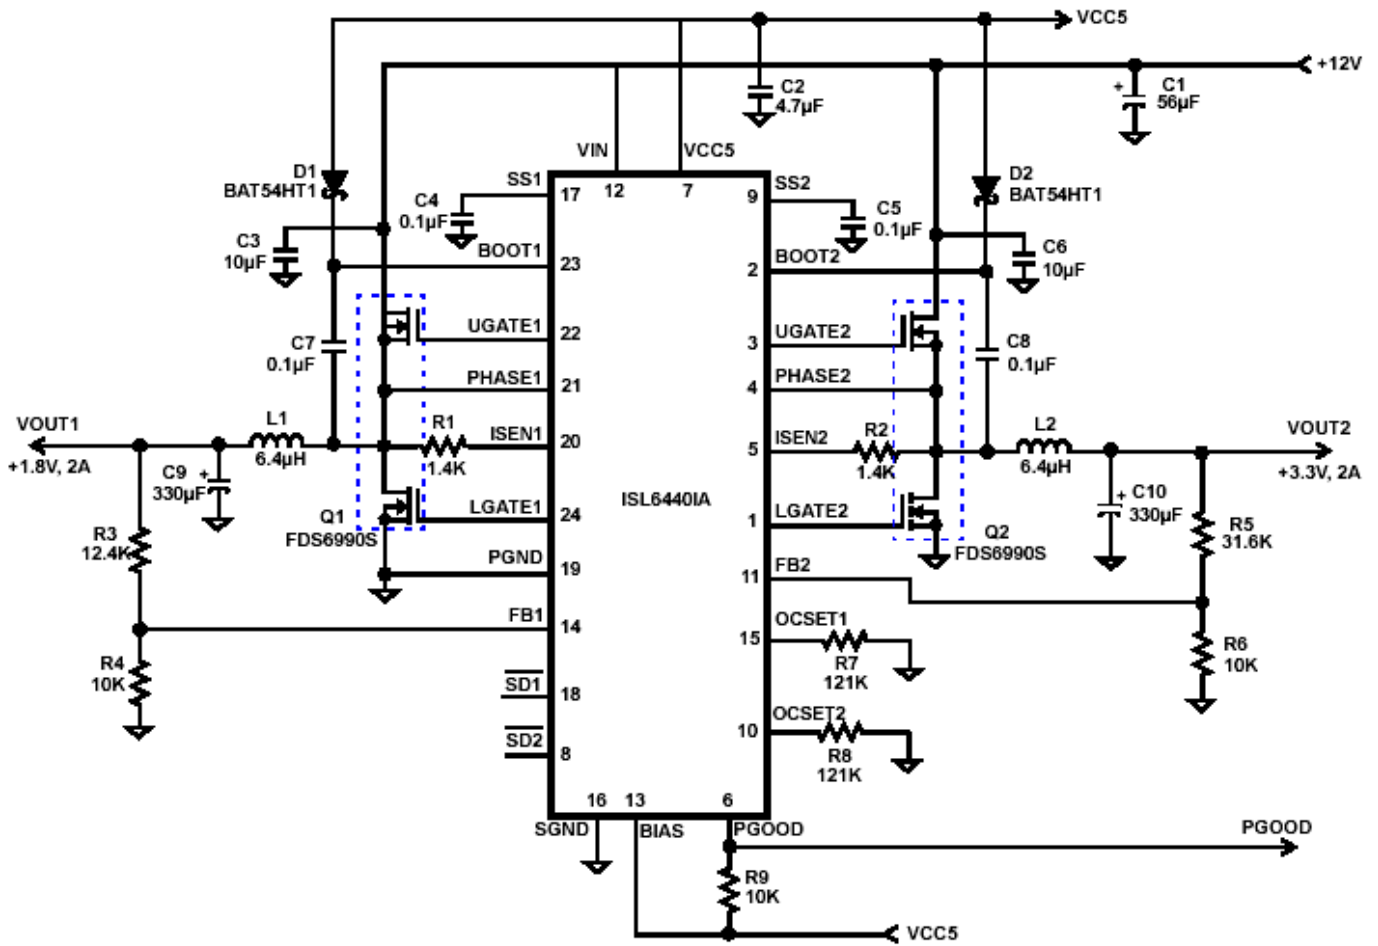 VCC5
+12V
C2
4.7µF
C1
56µF
VIN
VCC5
D1
BAT54HT1
SS1
17
12
7
SS2
9
D2
BAT54HT1
C4
0.1µF
C5
0.1µF
C3
10µF
BOOT1
23
BOOT2
2
C6
10µF
UGATE1
22
UGATE2
3
C7
0.1µF
C8
0.1µF
PHASE1
21
PHASE2
4
VOUT1
+1.8V, 2A
L1
6.4µH
R1
1.4K
ISEN1
20
ISEN2
5
R2
1.4K
L2
6.4µH
VOUT2
+3.3V, 2A
C9
+
330µF
ISL6440IA
Q1
FDS6990S
LGATE1
24
LGATE2
1
Q2
FDS6990S
+
C10
330µF
R3
12.4K
R5
31.6K
PGND
19
FB2
11
FB1
14
OCSET1
15
R7
121K
R4
10K
R6
10K
SD1
18
OCSET2
10
R8
121K
SD2
8
16
13
6
SGND
BIAS
PGOOD
PGOOD
R9
10K
VCC5
+